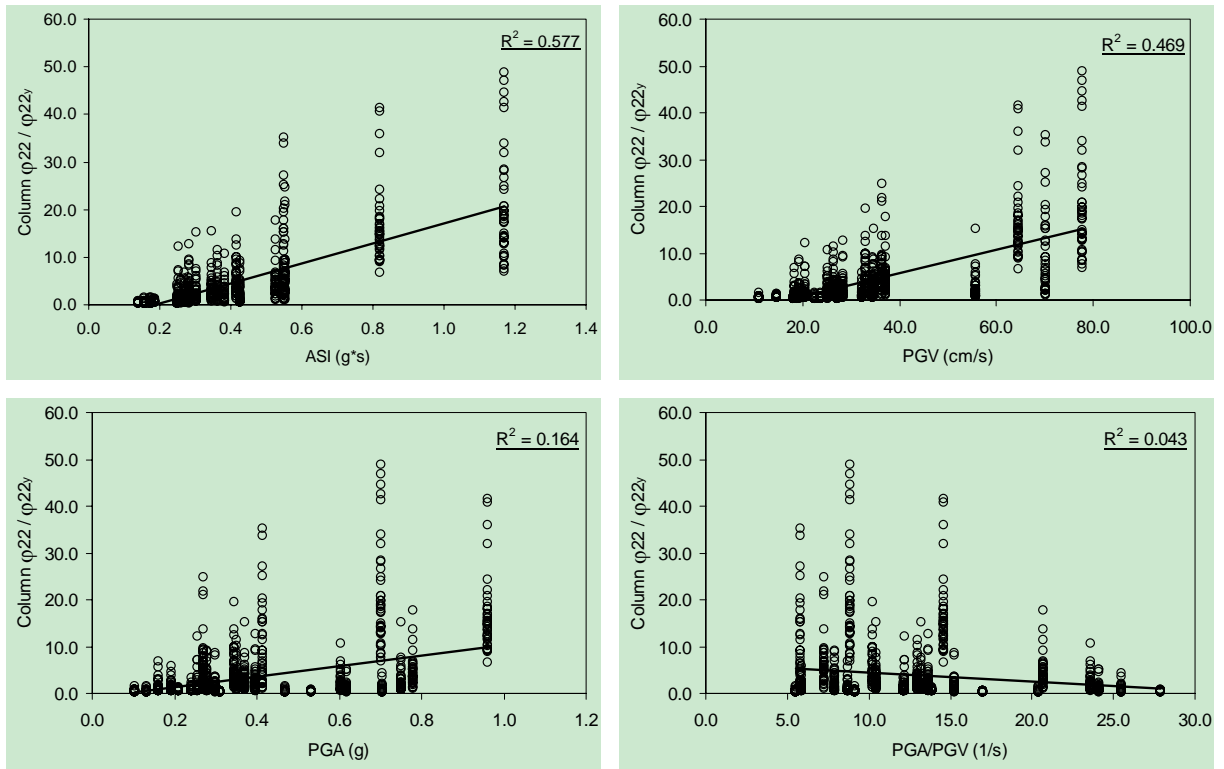 60.0
50.0
40.0
30.0
20.0
10.0
0.0
Column φ22 / φ22y
R2 = 0.577
0.0 0.2 0.4 0.6 0.8 1.0 1.2 1.4
ASI (g*s)
60.0
50.0
40.0
30.0
20.0
10.0
0.0
Column φ22 / φ22y
R2 = 0.469
0.0 20.0 40.0 60.0 80.0 100.0
PGV (cm/s)
60.0
50.0
40.0
30.0
20.0
10.0
0.0
Column φ22 / φ22y
R2 = 0.164
0.0 0.2 0.4 0.6 0.8 1.0 1.2
PGA (g)
60.0
50.0
40.0
30.0
20.0
10.0
0.0
Column φ22 / φ22y
R2 = 0.043
0.0 5.0 10.0 15.0 20.0 25.0 30.0
PGA/PGV (1/s)